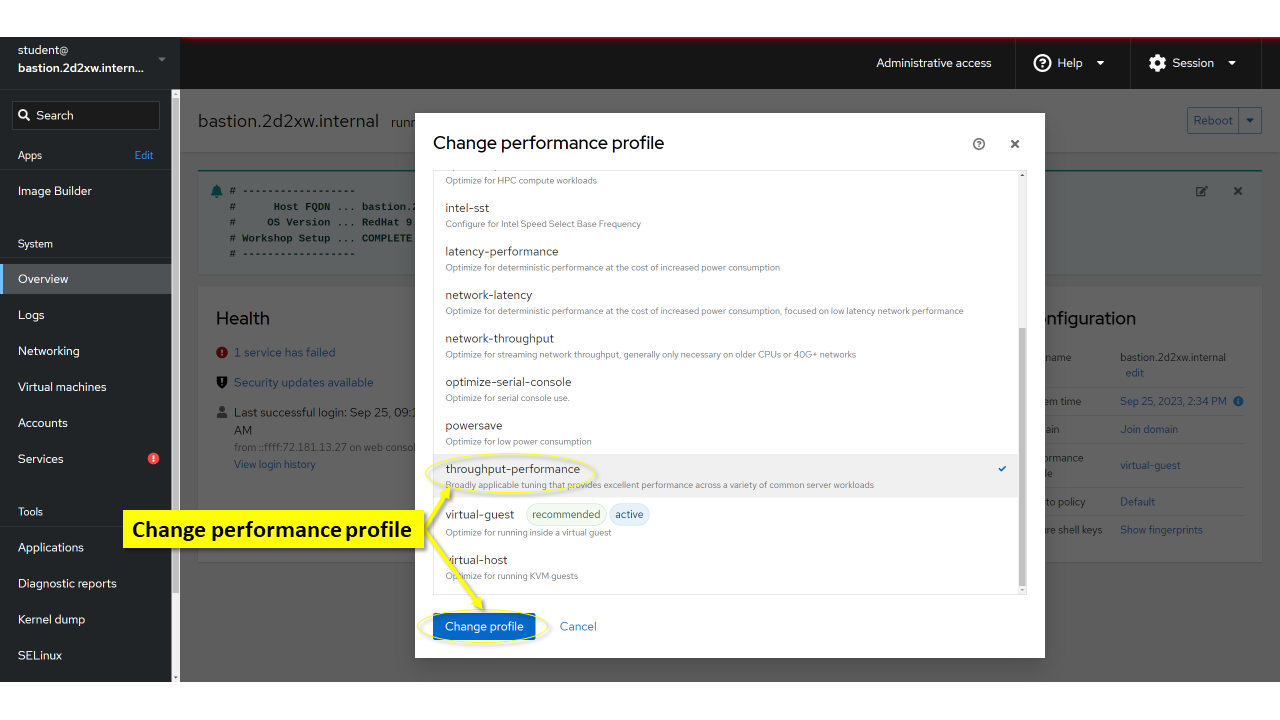 student@
bastion.2d2xw.intern...
Administrative access
Help
Session
Search
Apps
Edit
Image Builder
System
Overview
Logs
Networking
Virtual machines
Accounts
Services
Tools
Applications
Diagnostic reports
Kernel dump
SELinux
bastion.2d2xw.internal
Reboot
# ------------------
# Host FQDN ... bastion.2
# OS Version ... RedHat 9
# Workshop Setup ... COMPLETE
# ------------------
Health
1 service has failed
Security updates available
Last successful login: Sep 25, 09:
AM
from ::ffff:72.181.13.27 on web consol
View login history
Change performance profile
Optimize for HPC compute workloads
intel-sst
Configure for Intel Speed Select Base Frequency
latency-performance
Optimize for deterministic performance at the cost of increased power consumption
network-latency
Optimize for deterministic performance at the cost of increased power consumption, focused on low latency network performance
network-throughput
Optimize for streaming network throughput, generally only necessary on older CPUs or 40G+ networks
optimize-serial-console
Optimize for serial console use.
powersave
Optimize for low power consumption
throughput-performance
Broadly applicable tuning that provides excellent performance across a variety of common server workloads
virtual-guest recommended active
Optimize for running inside a virtual guest
virtual-host
Optimize for running KVM guests
Change profile
Cancel
Change performance profile
nfiguration
name bastion.2d2xw.internal
edit
em time Sep 25, 2023, 2:34 PM
ain Join domain
ormance
le virtual-guest
to policy Default
re shell keys Show fingerprints